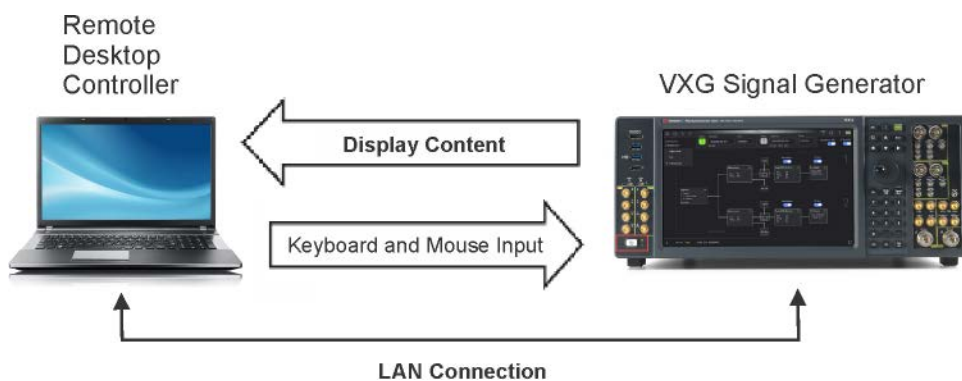 Remote
Desktop
Controller
VXG Signal Generator
Display Content
Keyboard and Mouse Input
LAN Connection